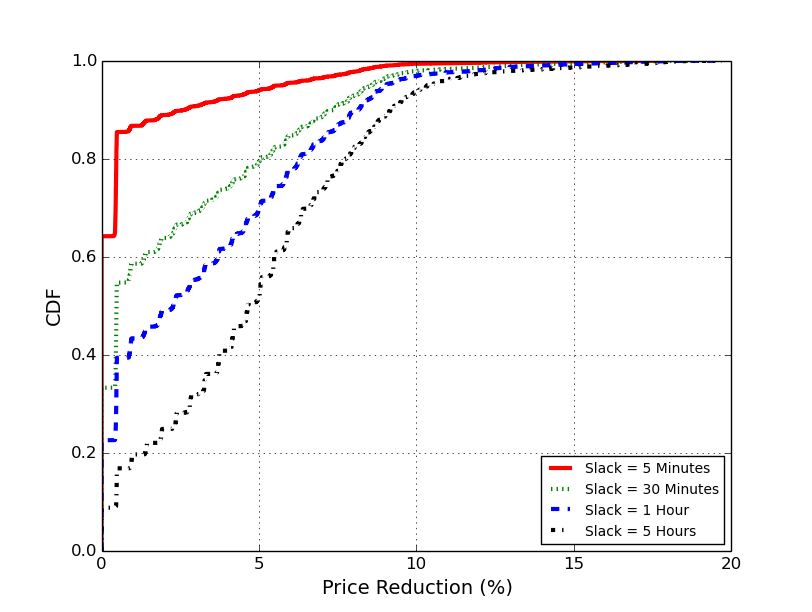 1.0
0.8
0.6
0.4
0.2
0.0
CDF
0 5 10 15 20
Price Reduction (%)
Slack = 5 Minutes
Slack = 30 Minutes
Slack = 1 Hour
Slack = 5 Hours